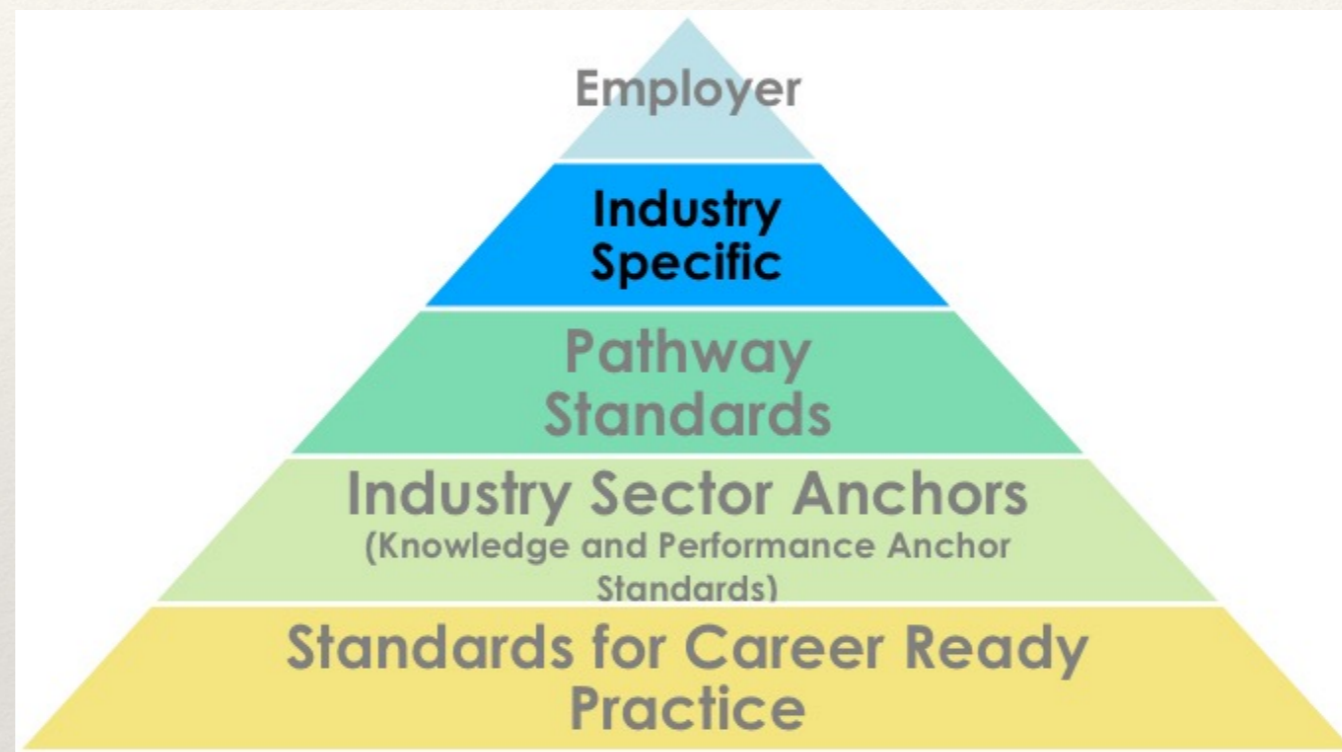 Employer
Industry
Specific
Pathway
Standards
Industry Sector Anchors
(Knowledge and Performance Anchor
Standards)
Standards for Career Ready
Practice